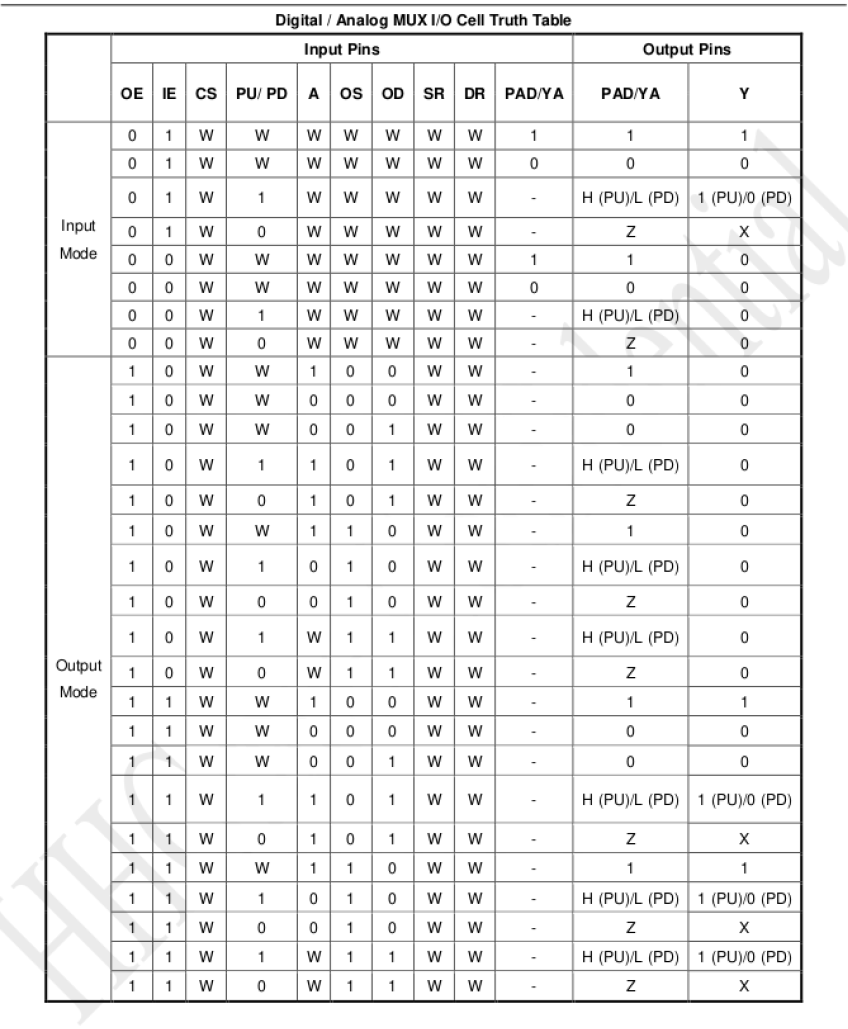 Digital / Analog MUX I/O Cell Truth Table
Input Pins Output Pins
OE IE CS PU/ PD A OS OD SR DR PAD/YA PAD/YA Y
Input Mode
0 1 W W W W W W W 1 1 1
0 1 W W W W W W W 0 0 0
0 1 W 1 W W W W W - H (PU)/L (PD) 1 (PU)/0 (PD)
0 1 W 0 W W W W W - Z X
0 0 W W W W W W W 1 1 0
0 0 W W W W W W W 0 0 0
0 0 W 1 W W W W W - H (PU)/L (PD) 0
0 0 W 0 W W W W W - Z 0
Output Mode
1 0 W W 1 0 0 W W - 1 0
1 0 W W 0 0 0 W W - 0 0
1 0 W W 0 0 1 W W - 0 0
1 0 W 1 1 0 1 W W - H (PU)/L (PD) 0
1 0 W 0 1 0 1 W W - Z 0
1 0 W W 1 1 0 W W - 1 0
1 0 W 1 0 1 0 W W - H (PU)/L (PD) 0
1 0 W 0 0 1 0 W W - Z 0
1 0 W 1 W 1 1 W W - H (PU)/L (PD) 0
1 0 W 0 W 1 1 W W - Z 0
1 1 W W 1 0 0 W W - 1 1
1 1 W W 0 0 0 W W - 0 0
1 1 W W 0 0 1 W W - 0 0
1 1 W 1 1 0 1 W W - H (PU)/L (PD) 1 (PU)/0 (PD)
1 1 W 0 1 0 1 W W - Z X
1 1 W W 1 1 0 W W - 1 1
1 1 W 1 0 1 0 W W - H (PU)/L (PD) 1 (PU)/0 (PD)
1 1 W 0 0 1 0 W W - Z X
1 1 W 1 W 1 1 W W - H (PU)/L (PD) 1 (PU)/0 (PD)
1 1 W 0 W 1 1 W W - Z X